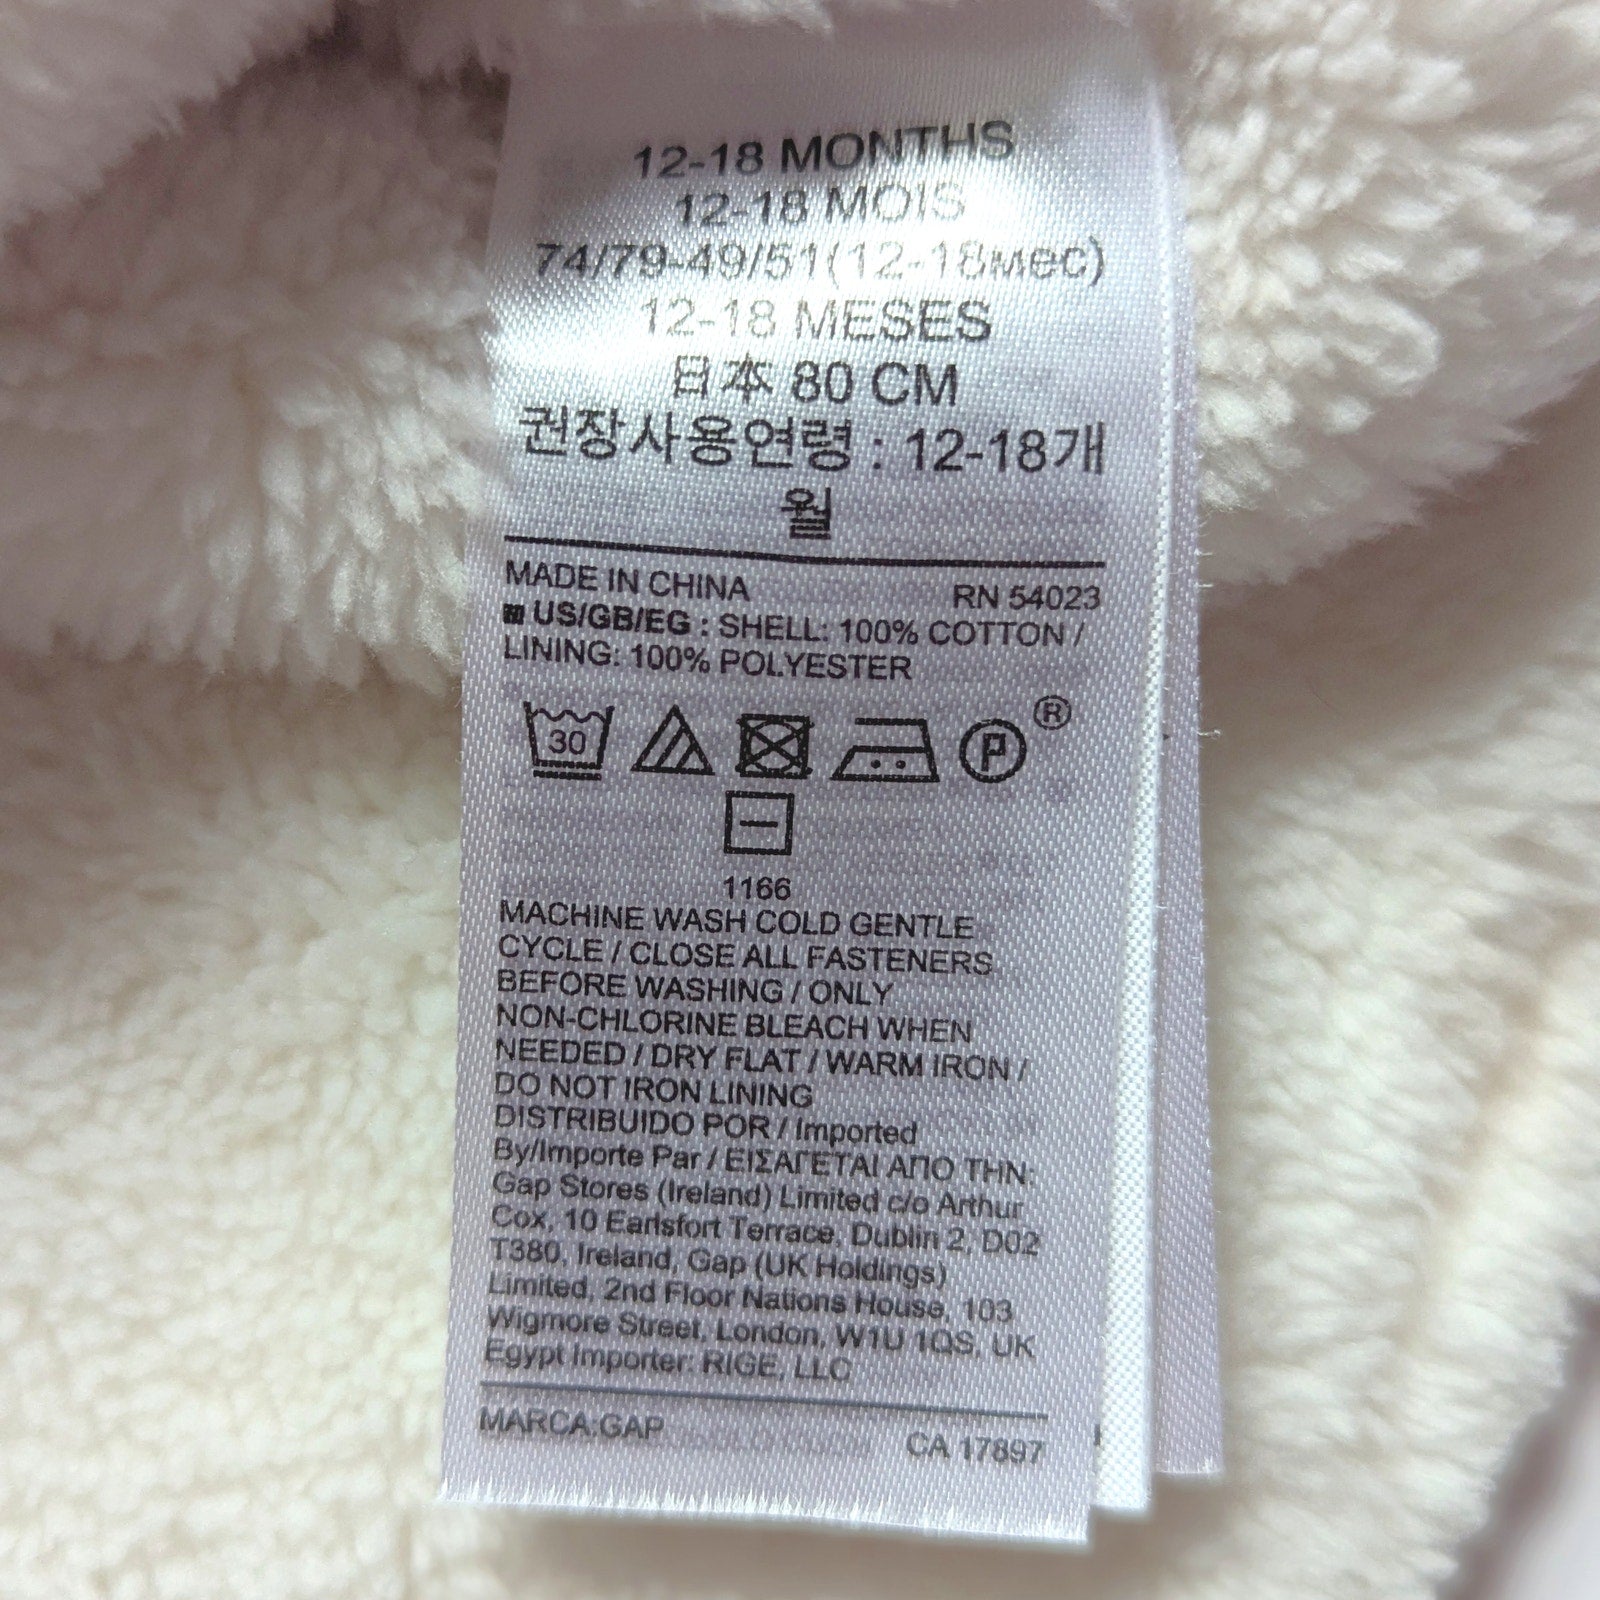 12-18 MONTHS
12-18 MOIS
74/79-49/51(12-18мес)
12-18 MESES
日本 80 CM
권장사용연령 : 12-18개
월
MADE IN CHINA RN 54023
US/GB/EG : SHELL: 100% COTTON /
LINING: 100% POLYESTER
30 P ®
1166
MACHINE WASH COLD GENTLE
CYCLE / CLOSE ALL FASTENERS
BEFORE WASHING / ONLY
NON-CHLORINE BLEACH WHEN
NEEDED / DRY FLAT / WARM IRON /
DO NOT IRON LINING
DISTRIBUIDO POR / Imported
By/Importe Par / ΕΙΣΑΓΕΤΑΙ ΑΠΟ ΤΗΝ:
Gap Stores (Ireland) Limited c/o Arthur
Cox, 10 Earlsfort Terrace, Dublin 2, D02
T380, Ireland, Gap (UK Holdings)
Limited, 2nd Floor Nations House, 103
Wigmore Street, London, W1U 1QS, UK
Egypt Importer: RIGE, LLC
MARCA:GAP CA 17897